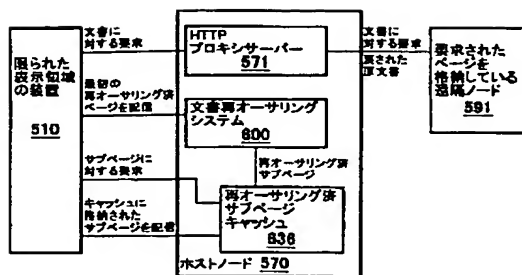 限られた
表示領域
の装置
510
文書に
対する要求
最初の
再オーサリング済
ページを配信
サブページに
対する要求
キャッシュに
格納された
サブページを配信
HTTP
プロキシサーバー
571
文書再オーサリング
システム
600
再オーサリング済
サブページ
再オーサリング済
サブページ
キャッシュ
636
ホストノード 570
文書に
対する要求
戻された
原文書
要求された
ページを
格納している
遠隔ノード
591